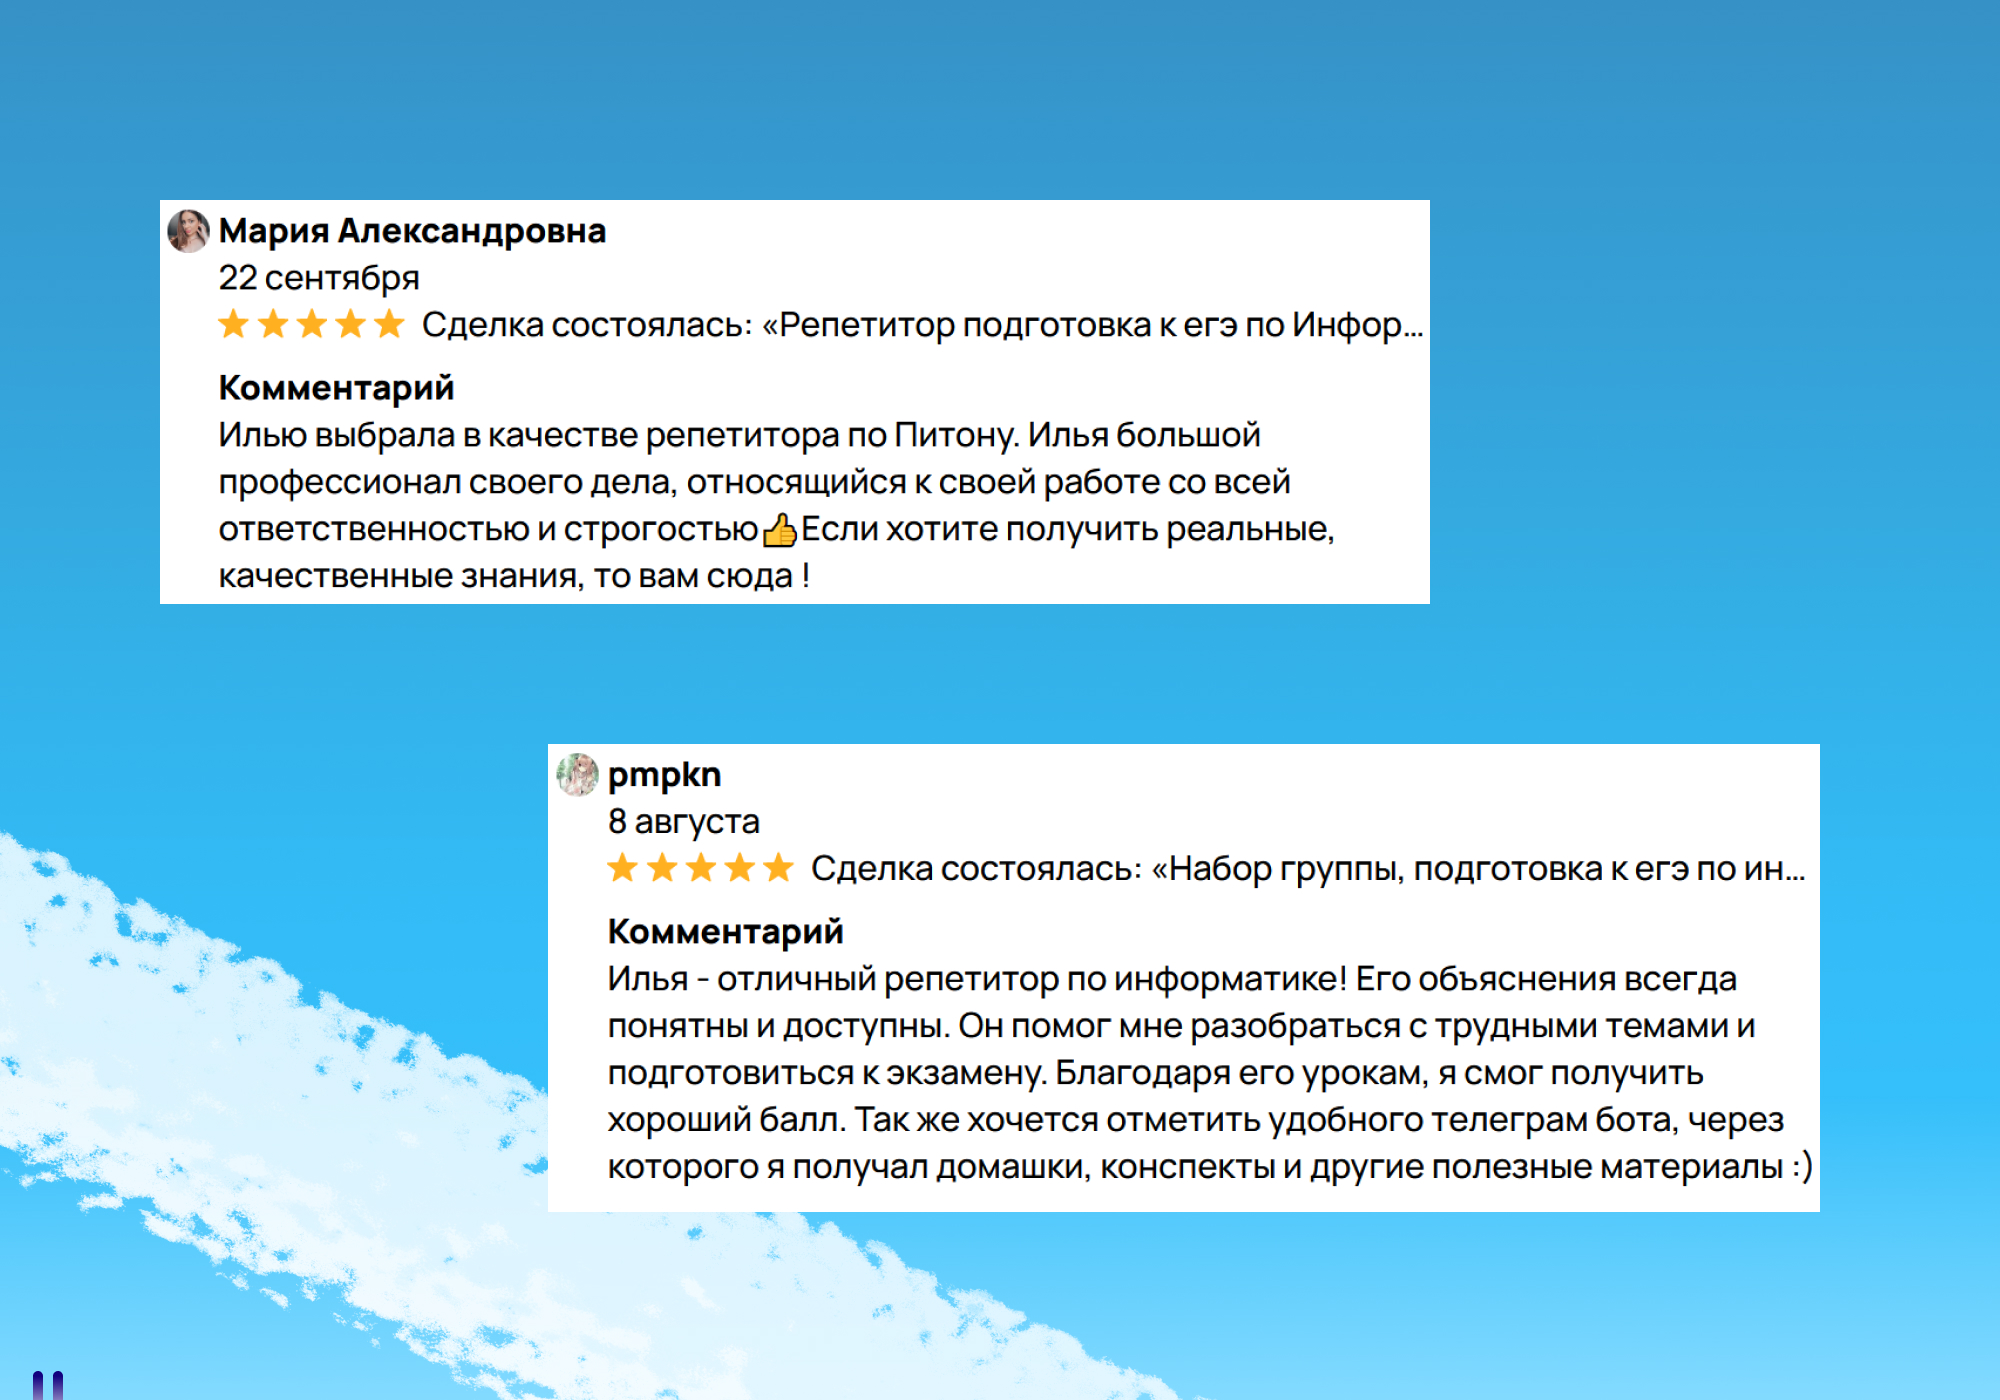 Мария Александровна
22 сентября
Сделка состоялась: «Репетитор подготовка к егэ по Инфор...
Комментарий
Илью выбрала в качестве репетитора по Питону. Илья большой
профессионал своего дела, относящийся к своей работе со всей
ответственностью и строгостью👍Если хотите получить реальные,
качественные знания, то вам сюда !
pmpkn
8 августа
Сделка состоялась: «Набор группы, подготовка к егэ по ин...
Комментарий
Илья - отличный репетитор по информатике! Его объяснения всегда
понятны и доступны. Он помог мне разобраться с трудными темами и
подготовиться к экзамену. Благодаря его урокам, я смог получить
хороший балл. Так же хочется отметить удобного телеграм бота, через
которого я получал домашки, конспекты и другие полезные материалы :)